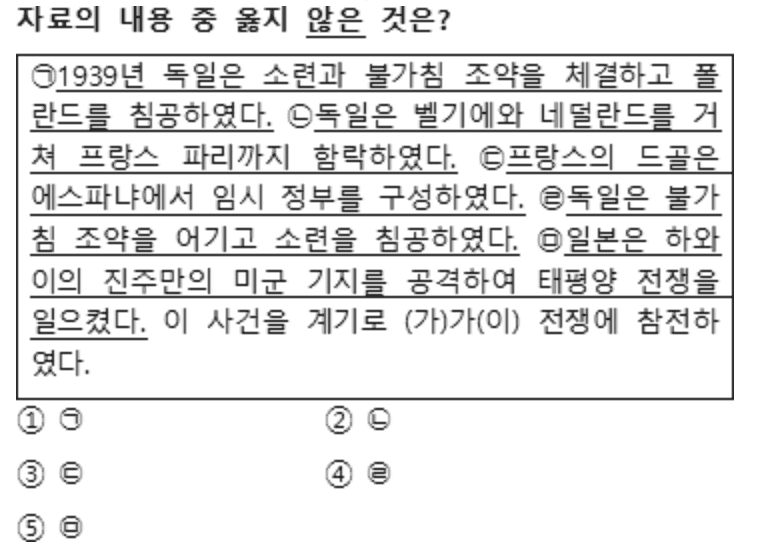 자료의 내용 중 옳지 않은 것은?
㉠1939년 독일은 소련과 불가침 조약을 체결하고 폴
란드를 침공하였다. ㉡독일은 벨기에와 네덜란드를 거
쳐 프랑스 파리까지 함락하였다. ㉢프랑스의 드골은
에스파냐에서 임시 정부를 구성하였다. ㉣독일은 불가
침 조약을 어기고 소련을 침공하였다. ㉤일본은 하와
이의 진주만의 미군 기지를 공격하여 태평양 전쟁을
일으켰다. 이 사건을 계기로 (가)가(이) 전쟁에 참전하
였다.
① ㉠ ② ㉡
③ ㉢ ④ ㉣
⑤ ㉤